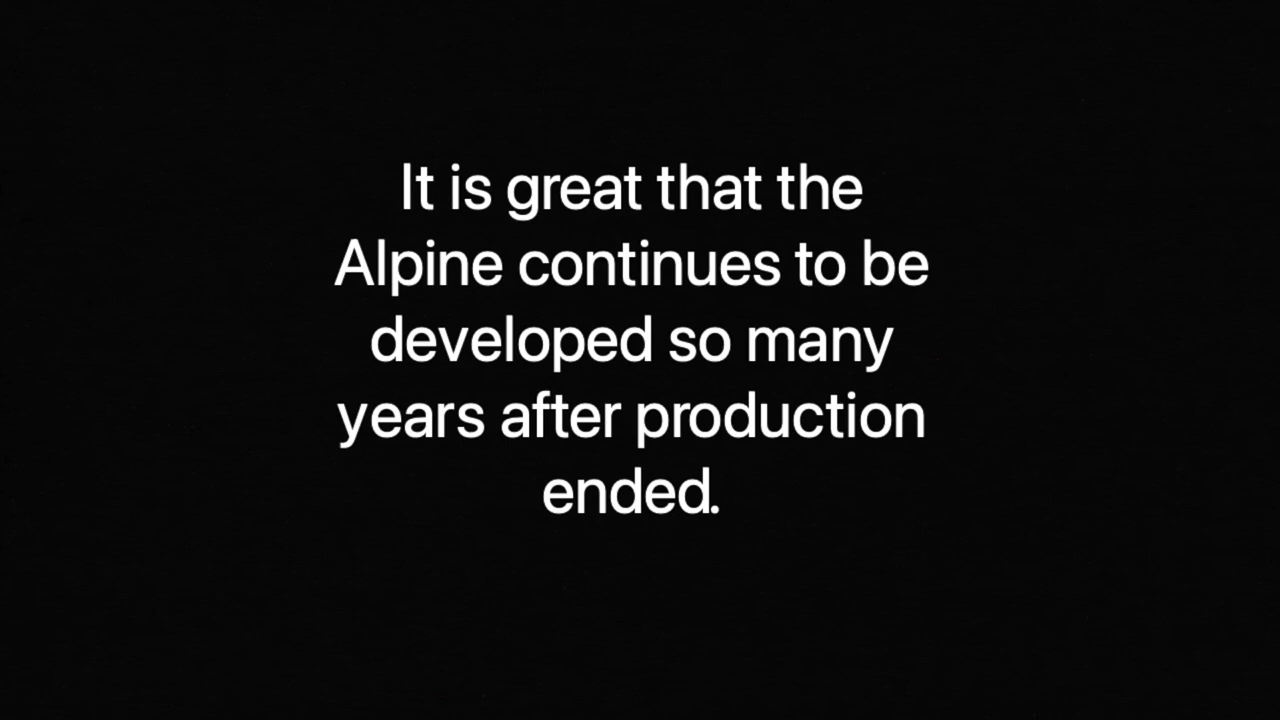 It is great that the
Alpine continues to be
developed so many
years after production
ended.